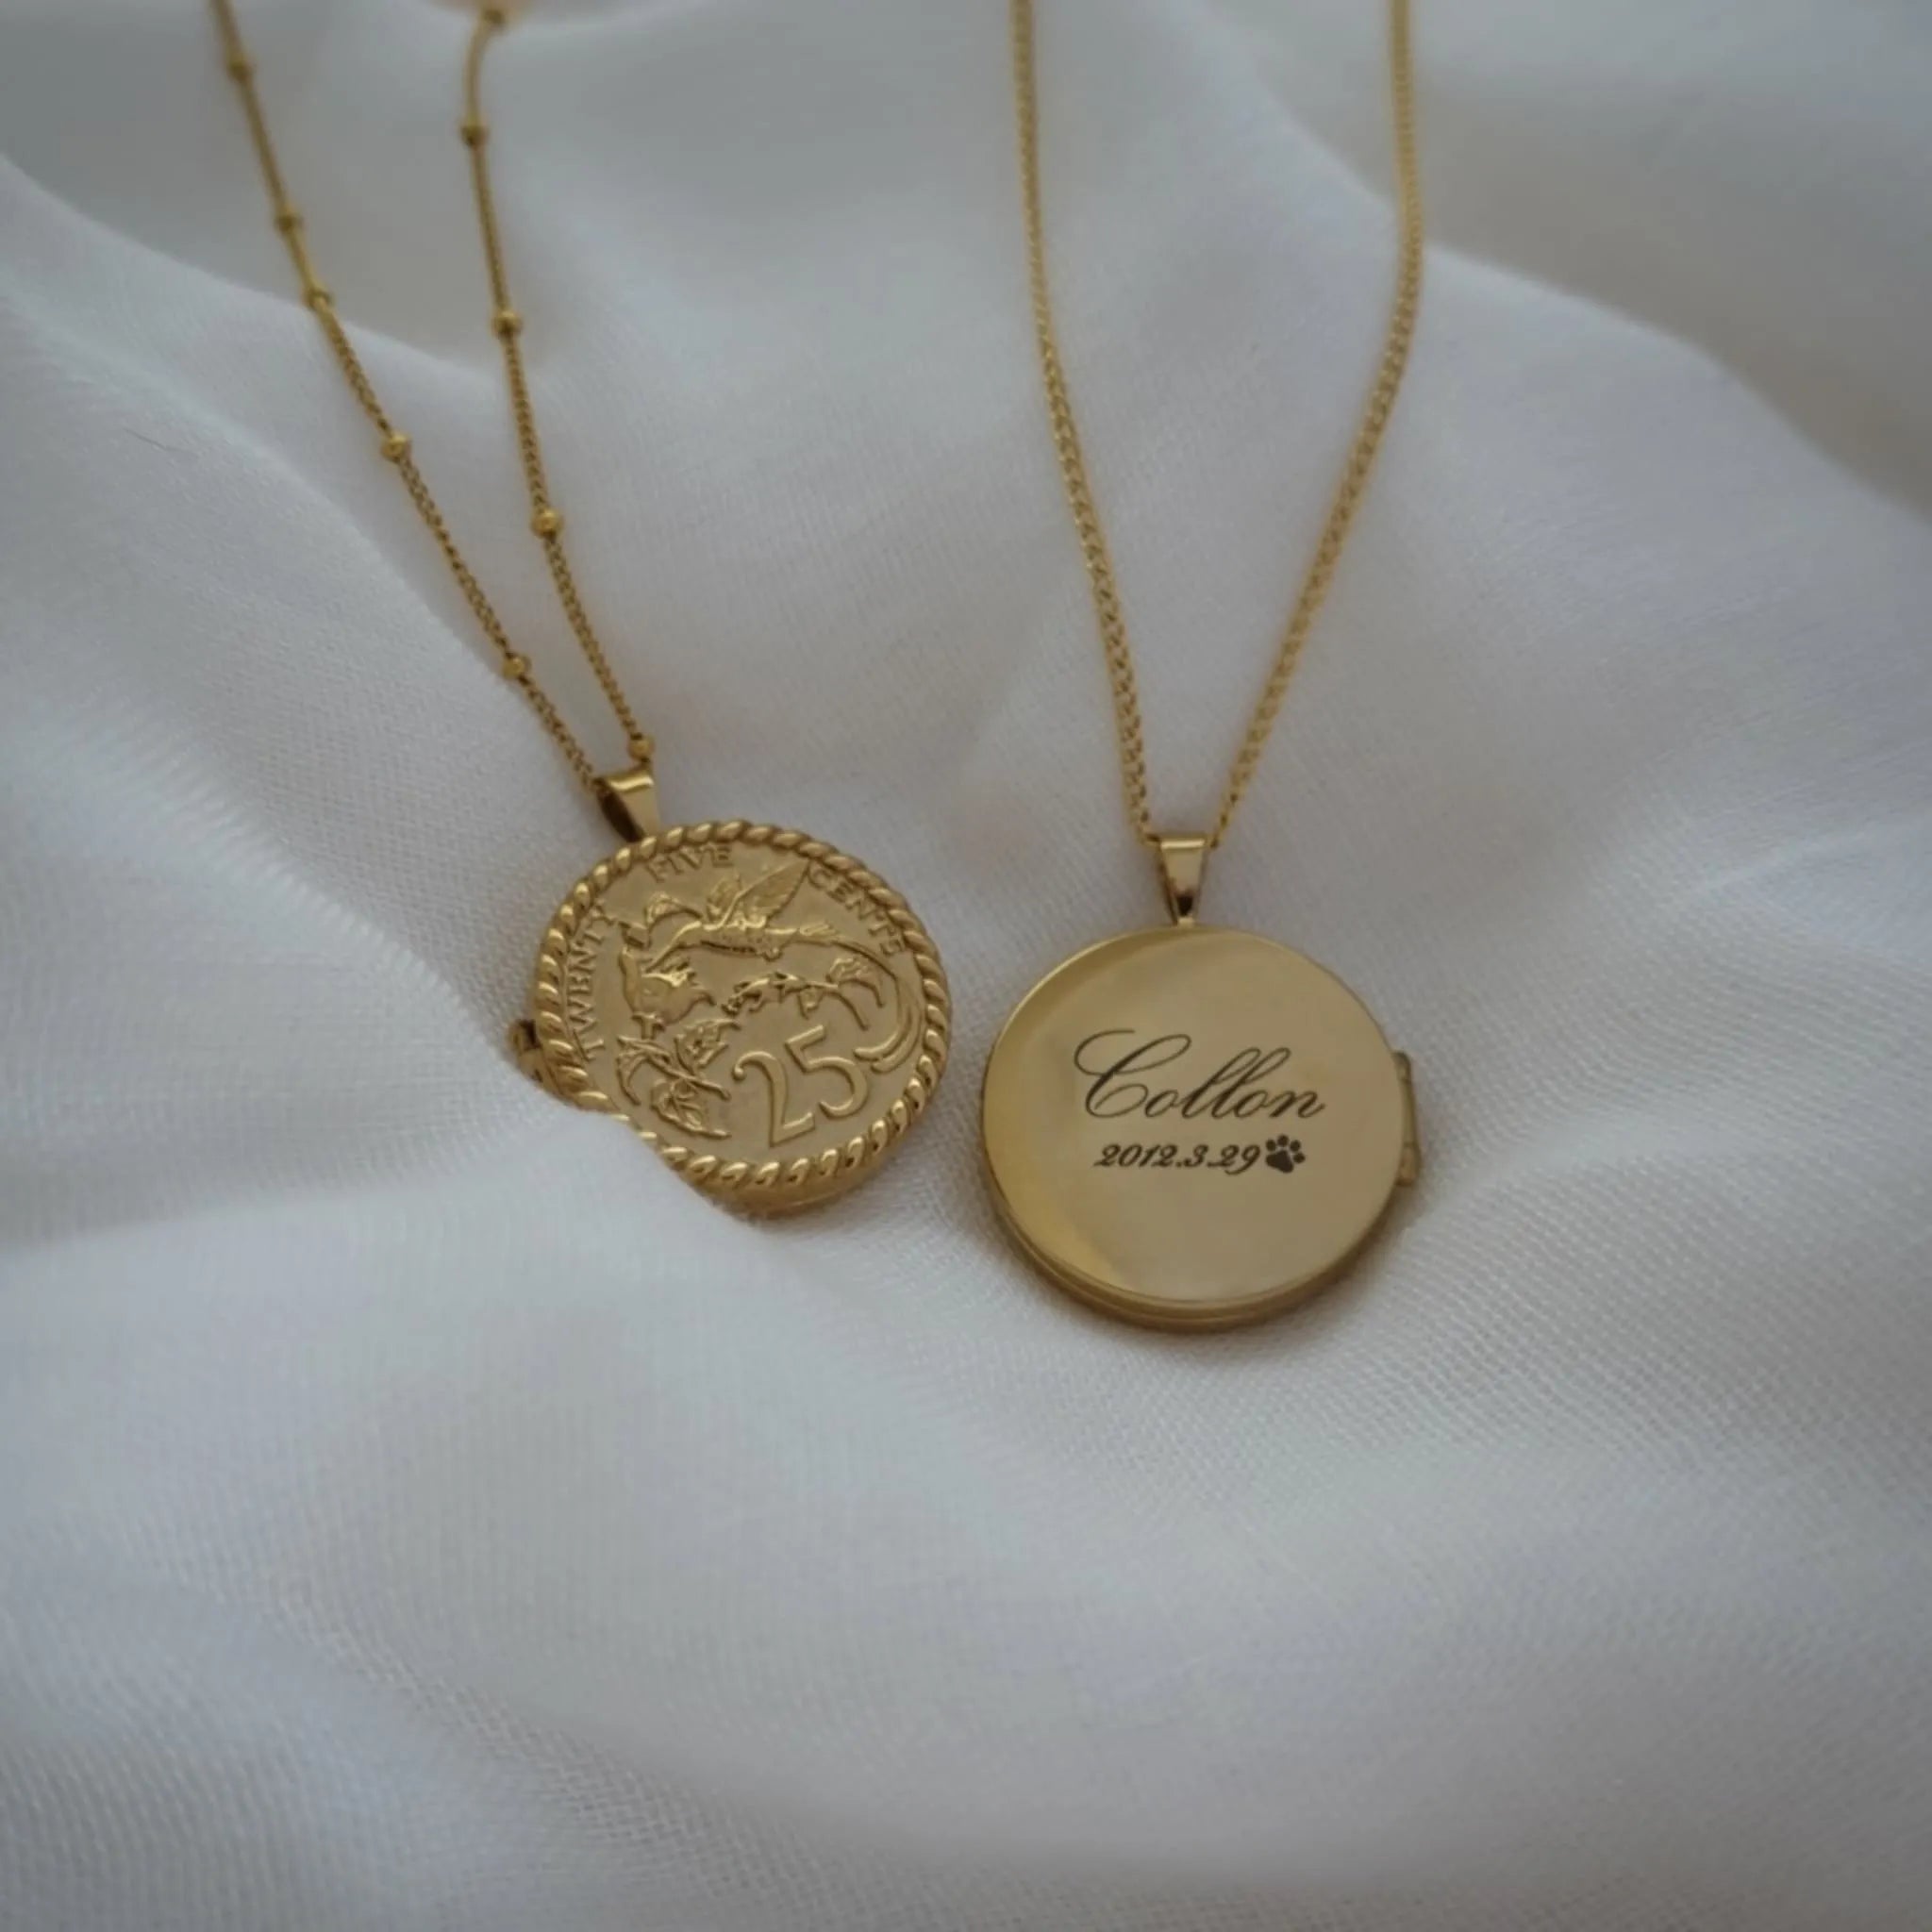 TWENTY FIVE CENTS
25
Collon
2012.3.29